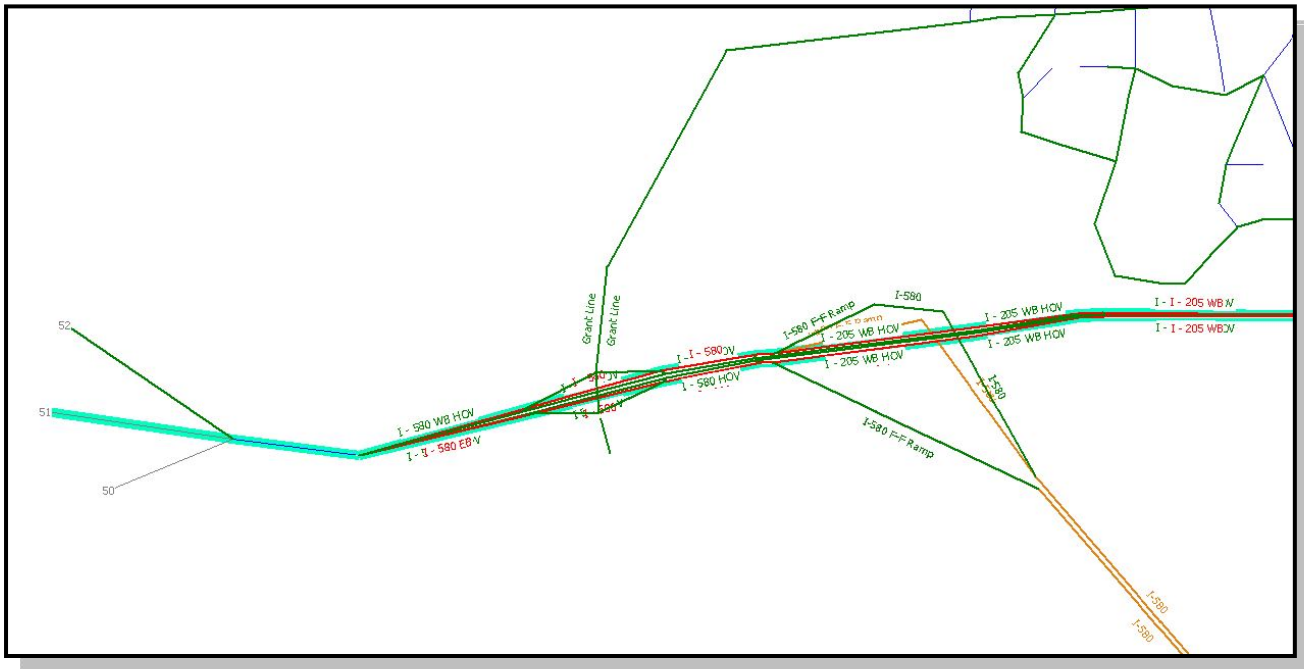 I-580
I-580 F-F Ramp
I - 205 WB HOV
I - 205 WB
Grant Line
Grant Line
I - 205 WB HOV
52
I - 205 WB
I - 205 WB HOV
I - 580
I - 205 WB HOV
I - 580 HOV
I-580
51
I - 580 WB HOV
I - 580
I-580 F-F Ramp
I - 580 EB
50
I-580
I-580